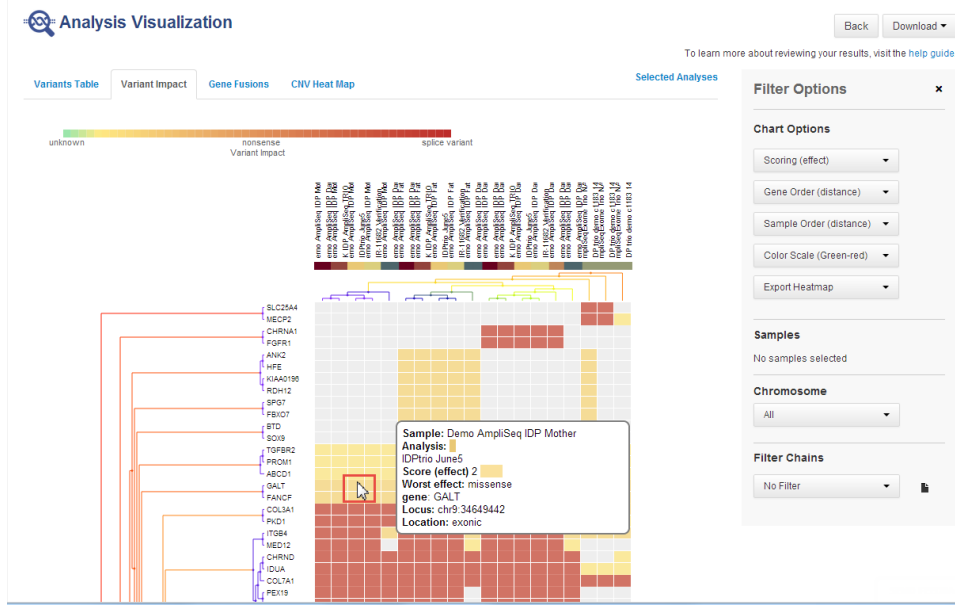 Analysis Visualization
Back
Download
To learn more about reviewing your results, visit the help guide
Variants Table
Variant Impact
Gene Fusions
CNV Heat Map
Selected Analyses
Filter Options
×
unknown
nonsense
splice variant
Variant Impact
Chart Options
Scoring (effect)
Gene Order (distance)
Sample Order (distance)
Color Scale (Green-red)
Export Heatmap
Samples
No samples selected
Chromosome
All
Filter Chains
No Filter
SLC25A4
MECP2
CHRNA1
FGFR1
ANK2
HFE
KIAA0196
RDH12
SPG7
FBXO7
BTD
SOX9
TGFBR2
PROM1
ABCD1
GALT
FANCF
COL3A1
PKD1
ITGB4
MED12
CHRND
IDUA
COL7A1
PEX19
Sample: Demo AmpliSeq IDP Mother
Analysis:
IDPtrio June5
Score (effect) 2
Worst effect: missense
gene: GALT
Locus: chr9:34649442
Location: exonic